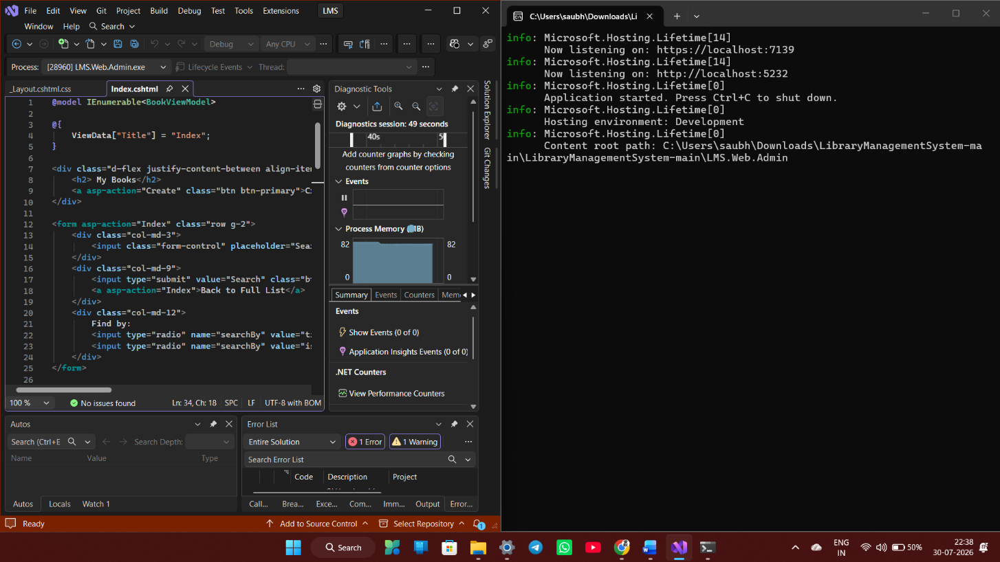 File Edit View Git Project Build Debug Test Tools Extensions LMS
Window Help Search
Debug Any CPU
Process: [28960] LMS.Web.Admin.exe Lifecycle Events Thread:
_Layout.cshtml.css Index.cshtml
1 @model IEnumerable<BookViewModel>
2
3 @{
4 ViewData["Title"] = "Index";
5 }
6
7 <div class="d-flex justify-content-between align-iter
8 <h2> My Books</h2>
9 <a asp-action="Create" class="btn btn-primary">C
10 </div>
11
12 <form asp-action="Index" class="row g-2">
13 <div class="col-md-3">
14 <input class="form-control" placeholder="Sea
15 </div>
16 <div class="col-md-9">
17 <input type="submit" value="Search" class="b
18 <a asp-action="Index">Back to Full List</a>
19 </div>
20 <div class="col-md-12">
21 Find by:
22 <input type="radio" name="searchBy" value="t
23 <input type="radio" name="searchBy" value="i
24 </div>
25 </form>
26
100 % No issues found Ln: 34, Ch: 18 SPC LF UTF-8 with BOM
Diagnostic Tools
Diagnostics session: 49 seconds
40s 5
Add counter graphs by checking
counters from counter options
Events
Process Memory (MB)
82 82
0 0
Summary Events Counters Mem
Events
Show Events (0 of 0)
Application Insights Events (0 of 0)
.NET Counters
View Performance Counters
Solution Explorer
Git Changes
Autos
Search (Ctrl+E Search Depth:
Name Value Type
Autos Locals Watch 1
Error List
Entire Solution 1 Error 1 Warning
Search Error List
Code Description Project
Call... Brea... Exce... Com... Imm... Output Error...
Ready Add to Source Control Select Repository 1
C:\Users\saubh\Downloads\Li
info: Microsoft.Hosting.Lifetime[14]
Now listening on: https://localhost:7139
info: Microsoft.Hosting.Lifetime[14]
Now listening on: http://localhost:5232
info: Microsoft.Hosting.Lifetime[0]
Application started. Press Ctrl+C to shut down.
info: Microsoft.Hosting.Lifetime[0]
Hosting environment: Development
info: Microsoft.Hosting.Lifetime[0]
Content root path: C:\Users\saubh\Downloads\LibraryManagementSystem-ma
in\LibraryManagementSystem-main\LMS.Web.Admin
Search
ENG
IN
50%
22:38
30-07-2026